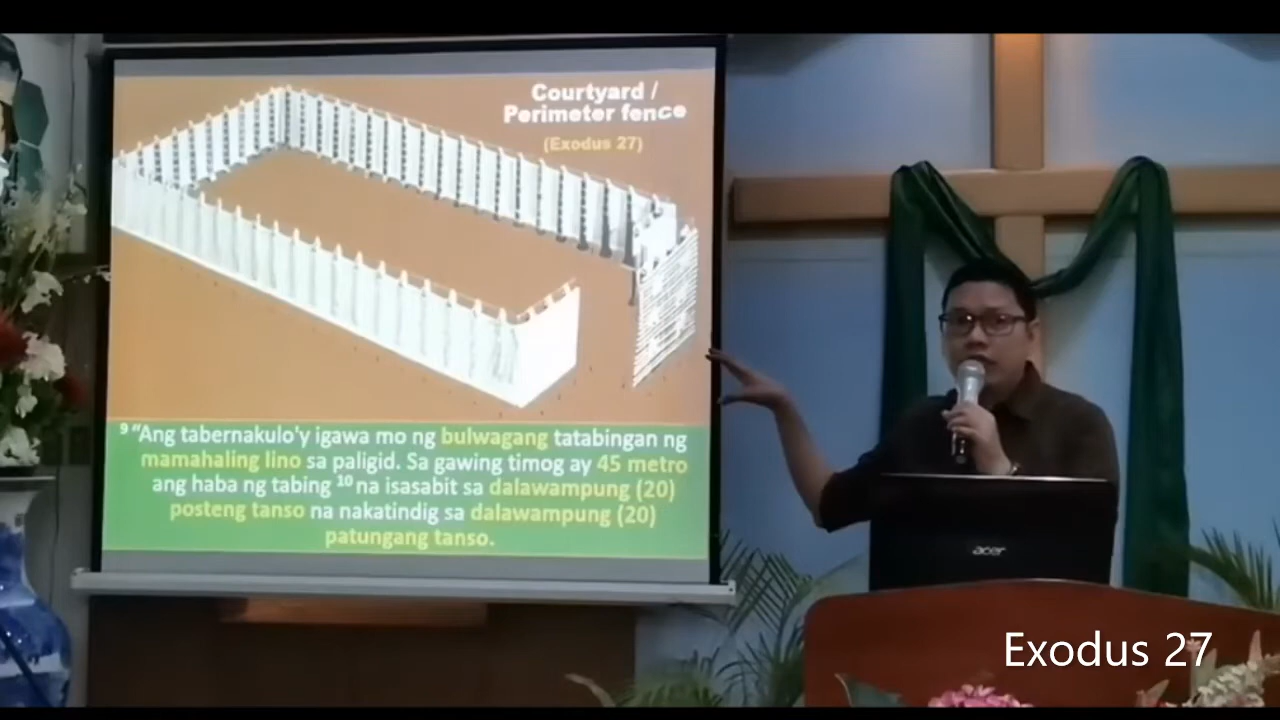 Courtyard /
Perimeter fence
(Exodus 27)
9 "Ang tabernakulo'y igawa mo ng bulwagang tatabingan ng
mamahaling lino sa paligid. Sa gawing timog ay 45 metro
ang haba ng tabing 10 na isasabit sa dalawampung (20)
posteng tanso na nakatindig sa dalawampung (20)
patungang tanso.
acer
Exodus 27